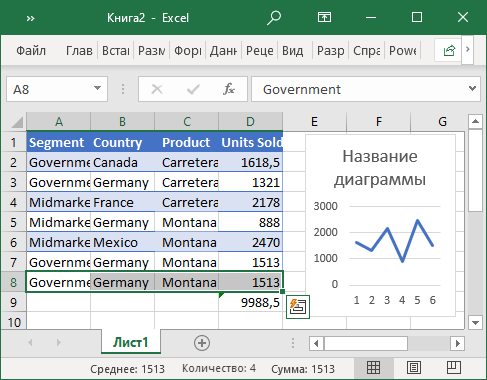 Книга2 - Excel
Файл Глав Встав Разм Форм Данн Реце Вид Разр Спра Powe
A8 fx Government
A B C D E F G
1 Segment Country Product Units Sold
2 Governme Canada Carretera 1618,5
3 Governme Germany Carretera 1321
4 Midmarke France Carretera 2178
5 Midmarke Germany Montana 888
6 Midmarke Mexico Montana 2470
7 Governme Germany Montana 1513
8 Governme Germany Montana 1513
9 9988,5
10
Название
диаграммы
3000
2000
1000
0
1 2 3 4 5 6
Лист1
Среднее: 1513 Количество: 4 Сумма: 1513